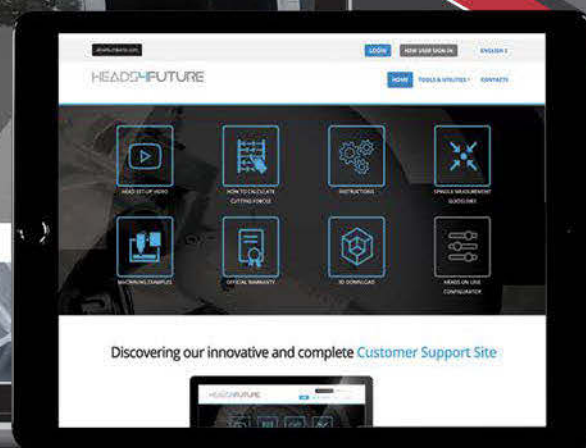 LOGIN
NEW USER SIGN IN
ENGLISH
HEADS4FUTURE
HOME
TOOLS & UTILITIES
CONTACTS
HEAD SET-UP VIDEO
HOW TO CALCULATE
CUTTING FORCES
INSTRUCTIONS
SPINDLE MEASUREMENT
GUIDELINES
MACHINING EXAMPLES
OFFICIAL WARRANTY
3D DOWNLOAD
HEADS ON-LINE
CONFIGURATOR
Discovering our innovative and complete Customer Support Site
HEADS4FUTURE